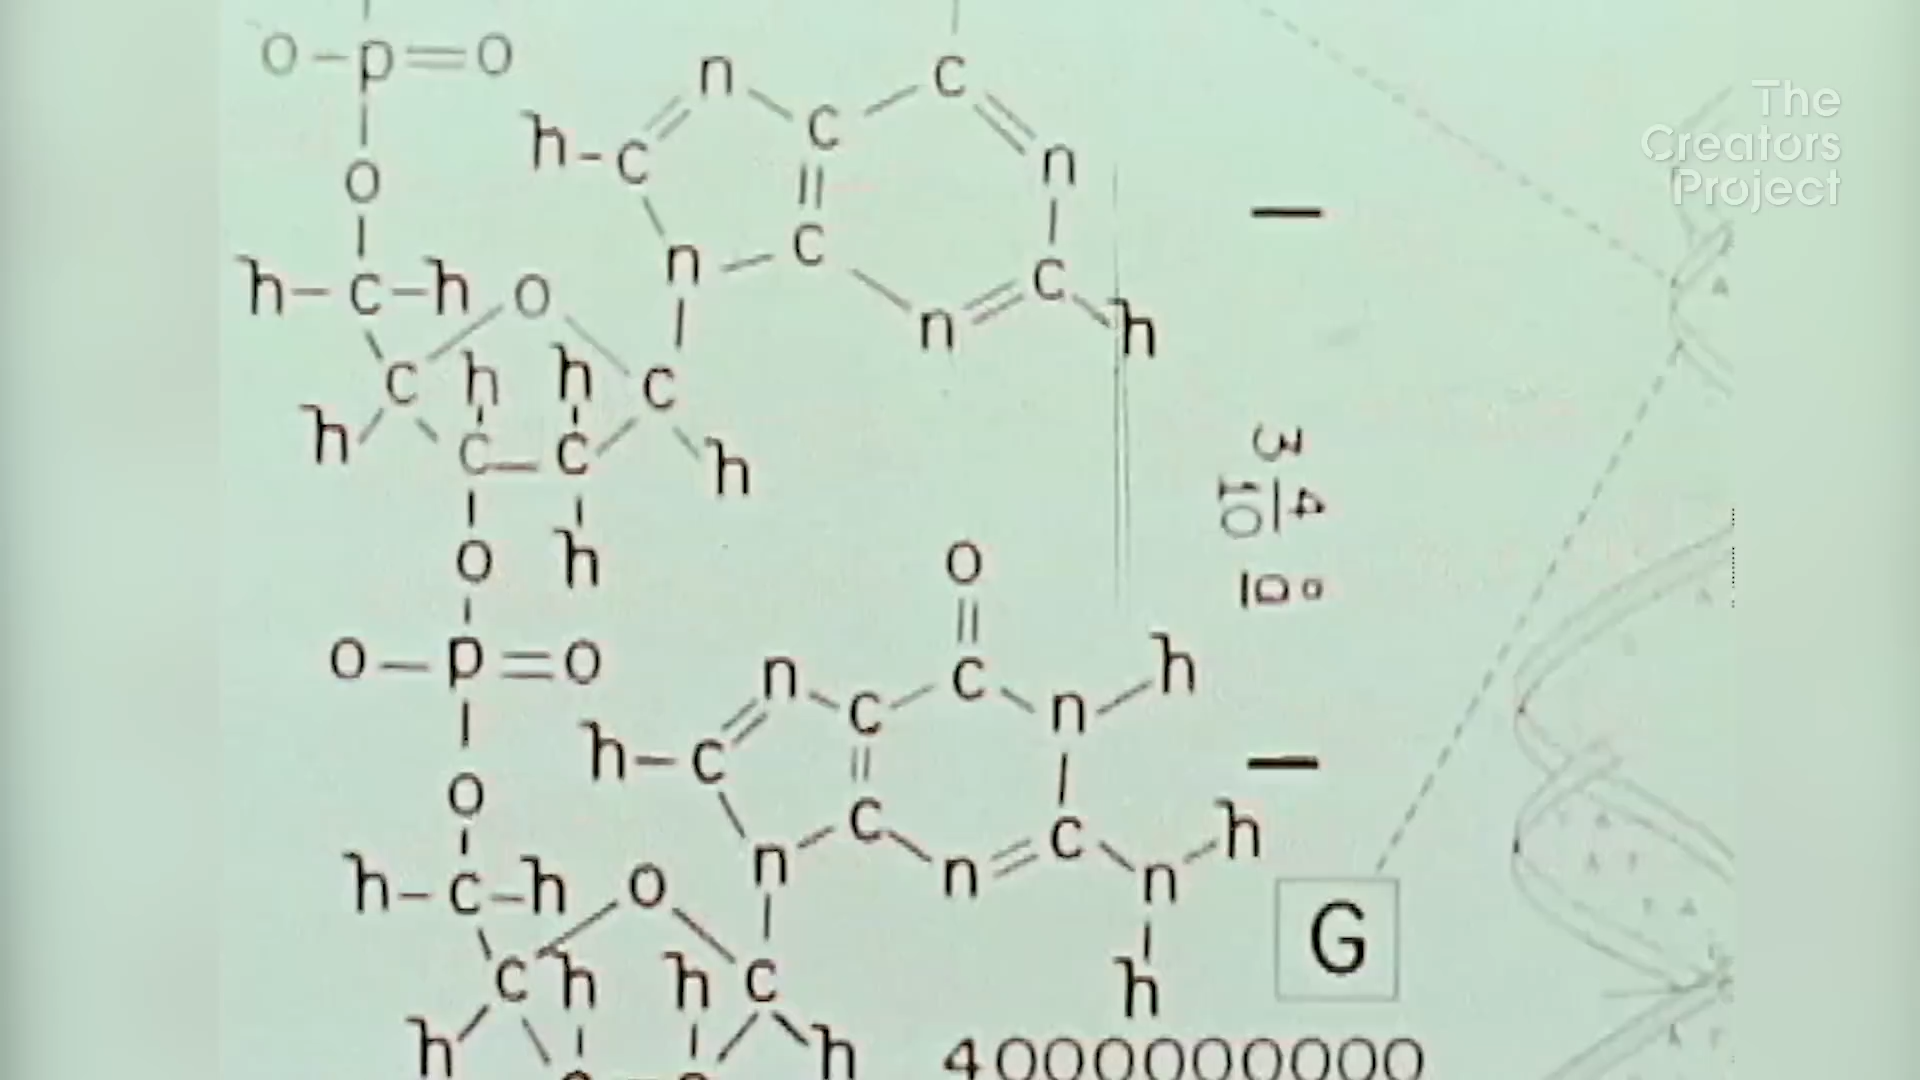 The
Creators
Project
O-P=O
n
C
h-C
C
n
O
n
C
C
h-C-h
O
n
h
C
h
h
C
h
C
C
h
O
h
3 4/10 a°
O
O-P=O
n
C
C
n
h
h-C
C
C
h
O
n
n
n
h-C-h
O
h
G
C
h
h
C
h
h
4000000000